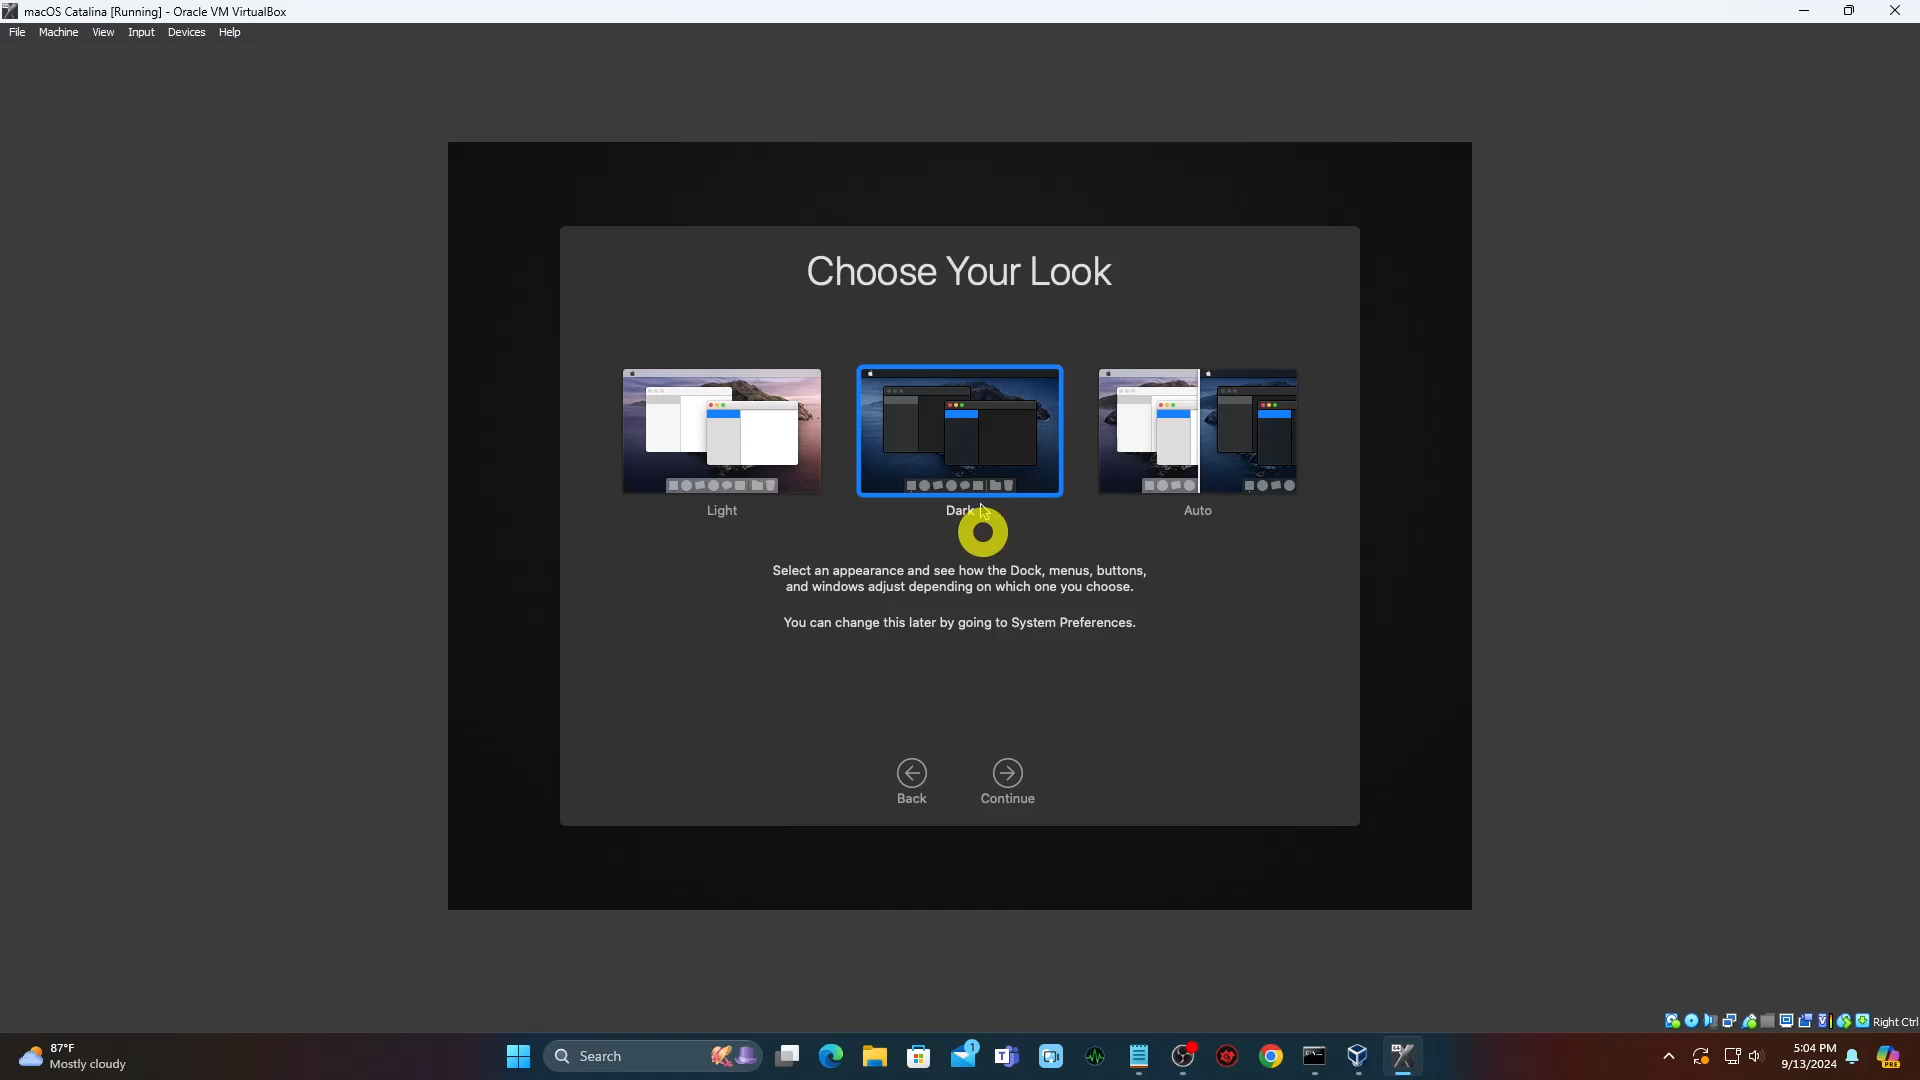 macOS Catalina [Running] - Oracle VM VirtualBox
File Machine View Input Devices Help
Choose Your Look
Light
Dark
Auto
Select an appearance and see how the Dock, menus, buttons,
and windows adjust depending on which one you choose.
You can change this later by going to System Preferences.
Back
Continue
Right Ctrl
87°F
Mostly cloudy
Search
1
5:04 PM
9/13/2024
PRE